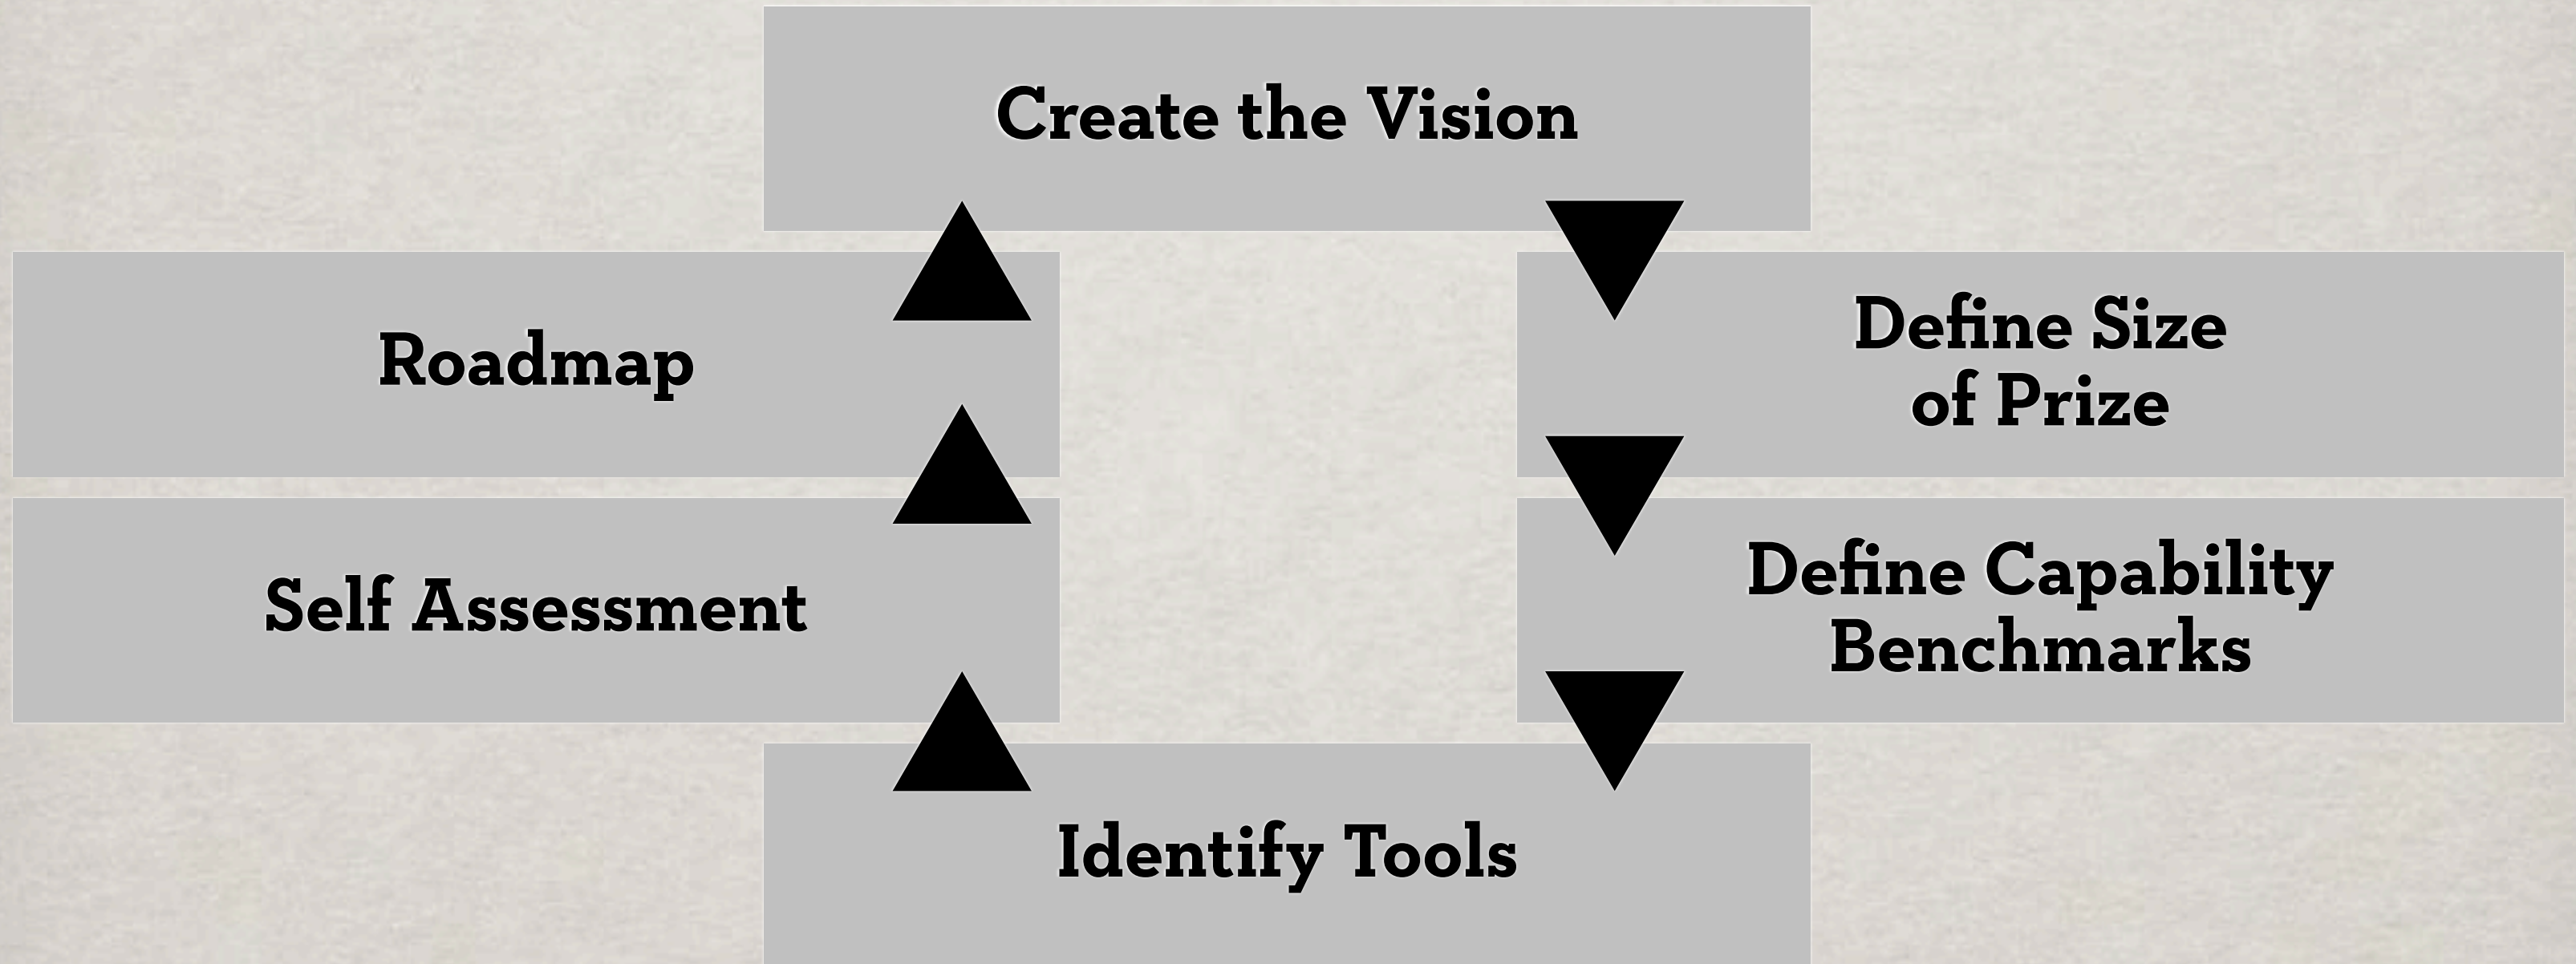 Create the Vision
Roadmap
Define Size
of Prize
Self Assessment
Define Capability
Benchmarks
Identify Tools